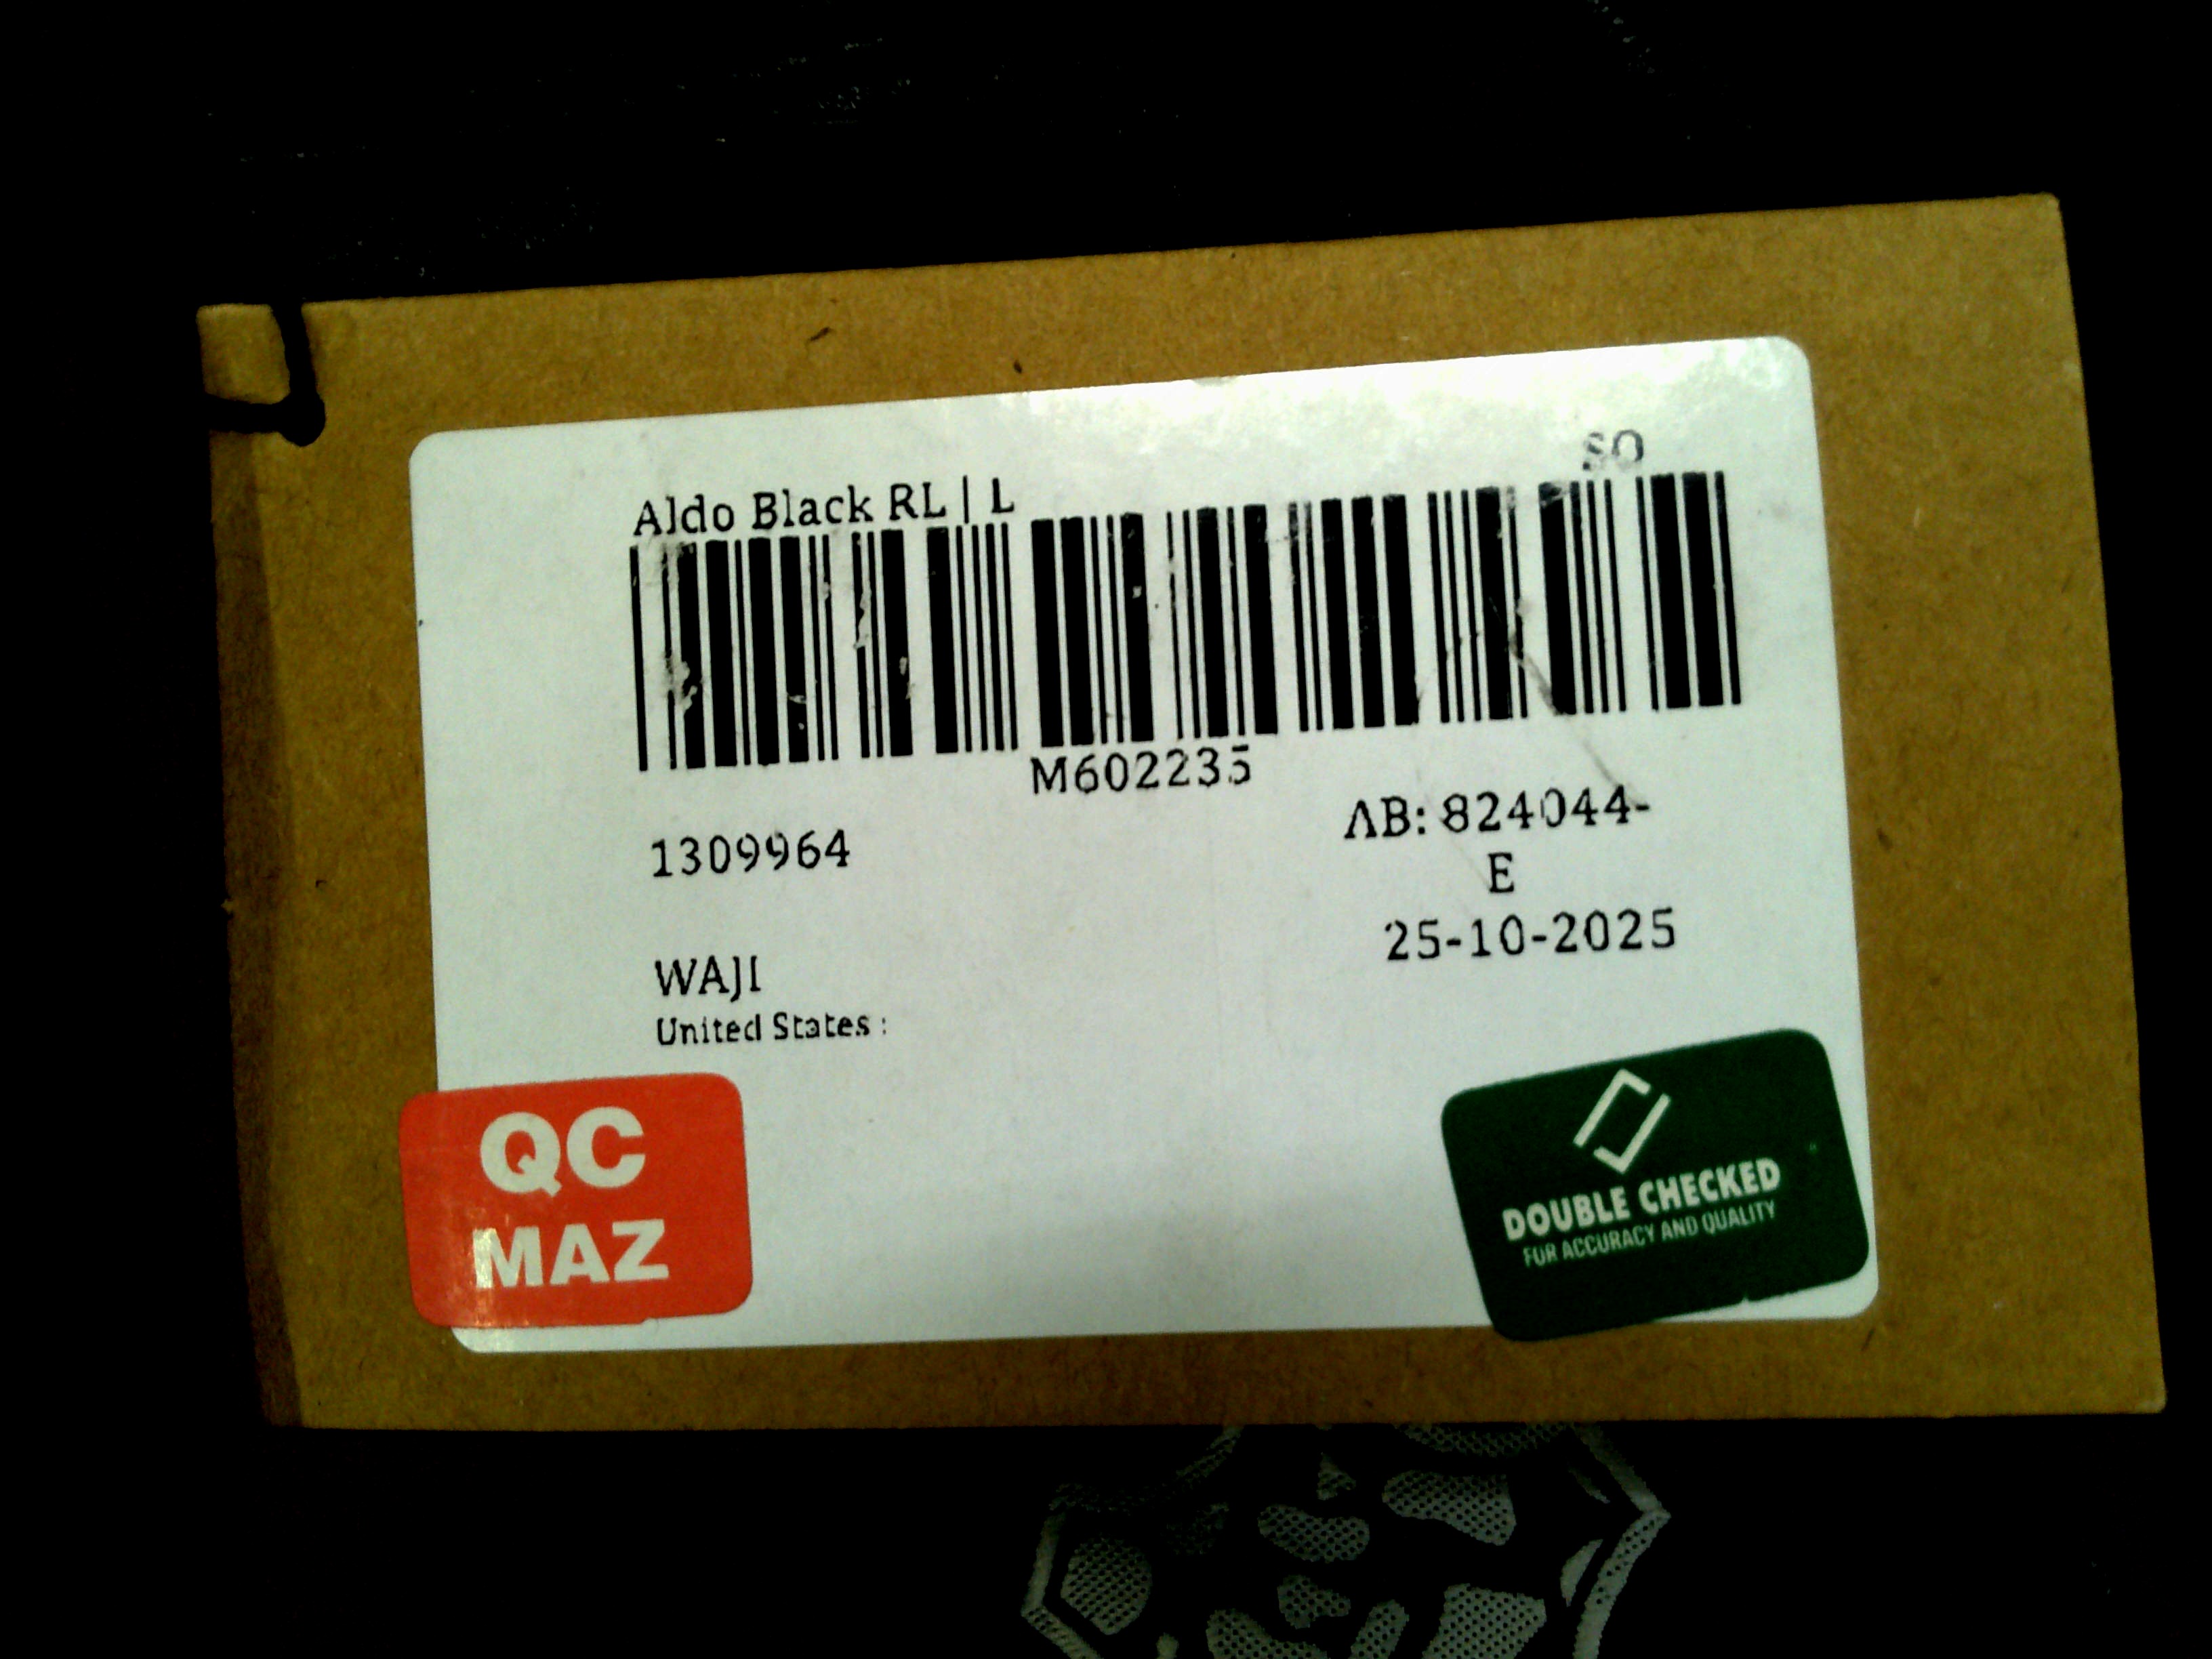 SO
Aldo Black RL | L
M602235
1309964
AB: 824044-
E
25-10-2025
WAJI
United States :
QC
MAZ
DOUBLE CHECKED
FOR ACCURACY AND QUALITY